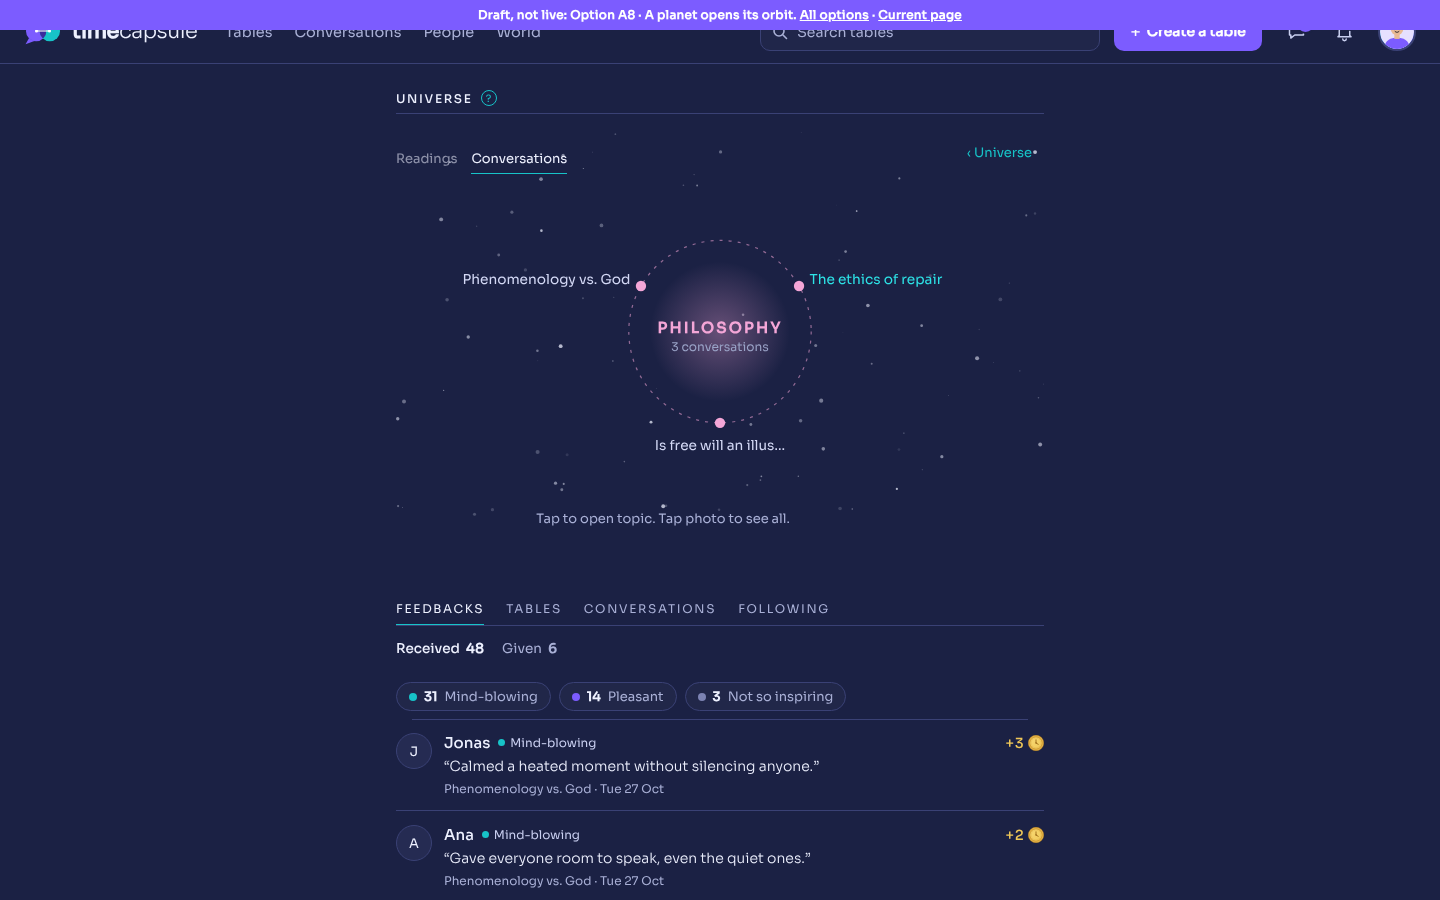 Draft, not live: Option A8 · A planet opens its orbit. All options · Current page
timecapsule Tables Conversations People World Search tables + Create a table
UNIVERSE ?
Readings Conversations ‹ Universe
Phenomenology vs. God The ethics of repair
PHILOSOPHY
3 conversations
Is free will an illus...
Tap to open topic. Tap photo to see all.
FEEDBACKS TABLES CONVERSATIONS FOLLOWING
Received 48 Given 6
31 Mind-blowing 14 Pleasant 3 Not so inspiring
J Jonas Mind-blowing +3
“Calmed a heated moment without silencing anyone.”
Phenomenology vs. God · Tue 27 Oct
A Ana Mind-blowing +2
“Gave everyone room to speak, even the quiet ones.”
Phenomenology vs. God · Tue 27 Oct